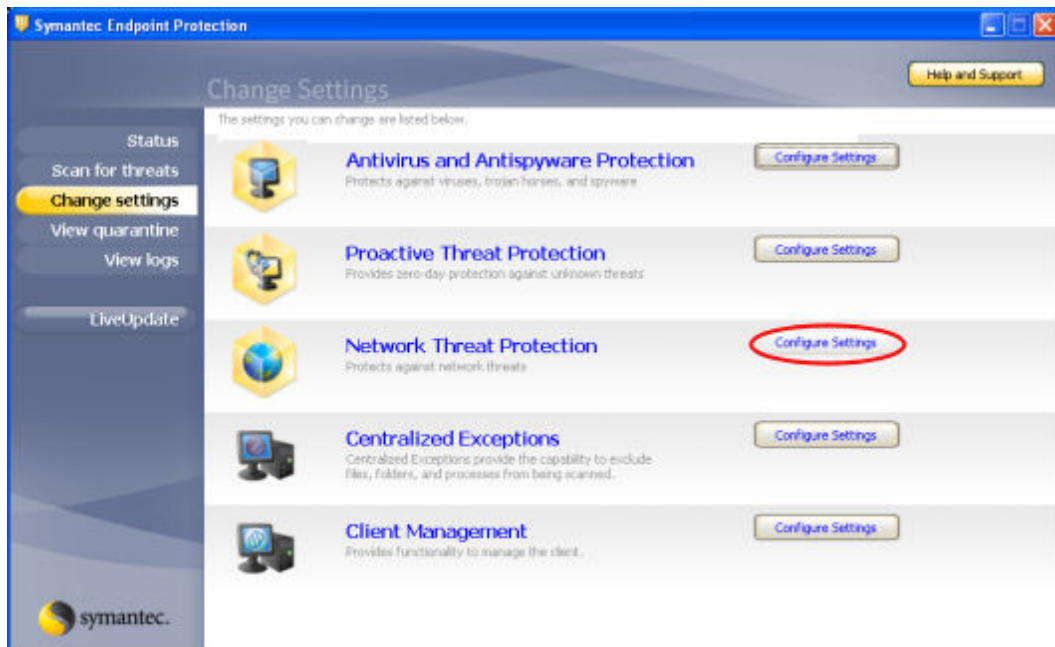 Symantec Endpoint Protection
Change Settings
Help and Support
The settings you can change are listed below.
Status
Scan for threats
Change settings
View quarantine
View logs
LiveUpdate
Antivirus and Antispyware Protection
Protects against viruses, trojan horses, and spyware
Configure Settings
Proactive Threat Protection
Provides zero-day protection against unknown threats
Configure Settings
Network Threat Protection
Protects against network threats
Configure Settings
Centralized Exceptions
Centralized Exceptions provide the capability to exclude
files, folders, and processes from being scanned.
Configure Settings
Client Management
Provides functionality to manage the client.
Configure Settings
symantec.